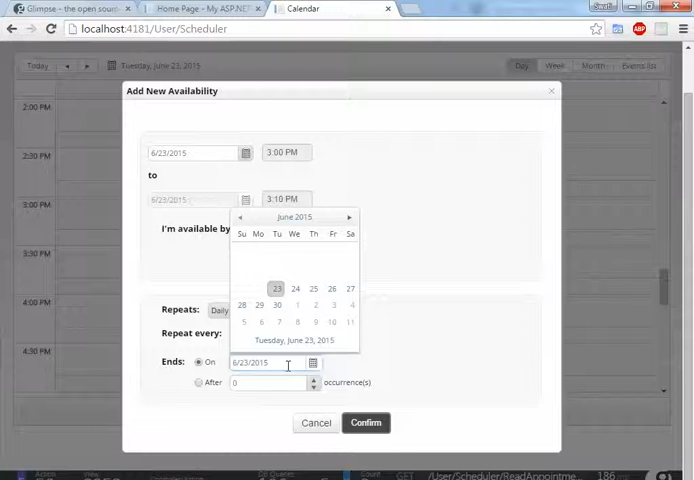 Glimpse - the open sour
Home Page - My ASP.NE
Calendar
Swati
localhost:4181/User/Scheduler
ABP
Today
Tuesday, June 23, 2015
Day Week Month Events list
Add New Availability
2:00 PM
2:30 PM
3:00 PM
3:30 PM
4:00 PM
4:30 PM
6/23/2015 3:00 PM
to
6/23/2015 3:10 PM
I'm available by
June 2015
Su Mo Tu We Th Fr Sa
23 24 25 26 27
28 29 30 1 2 3 4
5 6 7 8 9 10 11
Tuesday, June 23, 2015
Repeats: Daily
Repeat every:
Ends: On 6/23/2015
After 0 occurrence(s)
Cancel Confirm
GET /User/Scheduler/ReadAppointme... 186 ms